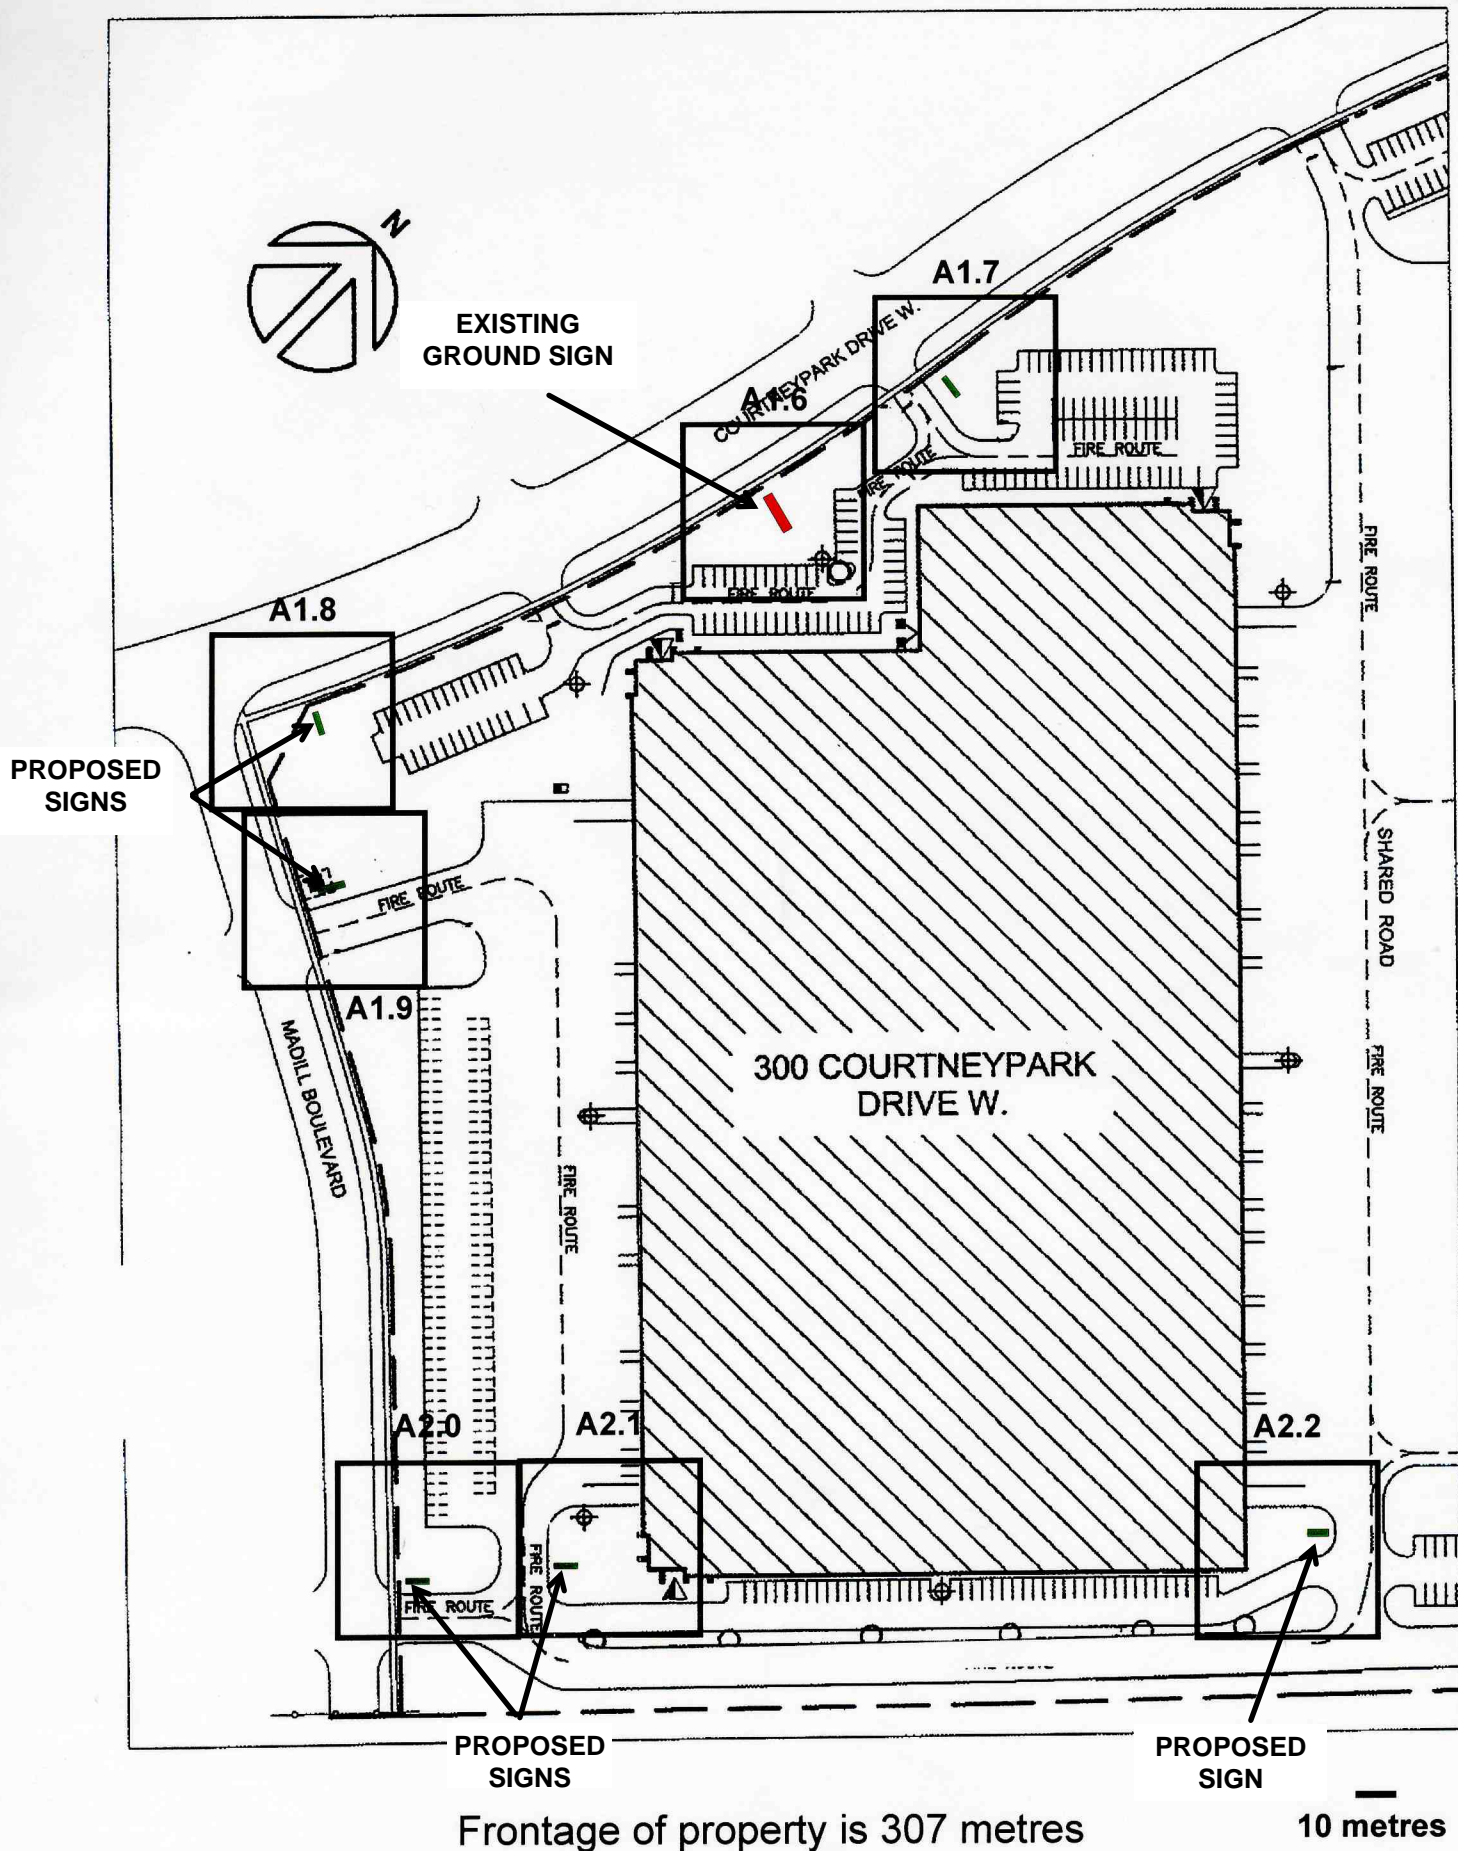 N
A1.7
EXISTING
GROUND SIGN
COURTNEYPARK DRIVE W.
A1.6
FIRE ROUTE
FIRE ROUTE
FIRE ROUTE
FIRE ROUTE
A1.8
PROPOSED
SIGNS
SHARED ROAD
FIRE ROUTE
A1.9
MADILL BOULEVARD
300 COURTNEYPARK
DRIVE W.
FIRE ROUTE
FIRE ROUTE
A2.0
A2.1
A2.2
FIRE ROUTE
FIRE ROUTE
PROPOSED
SIGNS
PROPOSED
SIGN
Frontage of property is 307 metres
10 metres